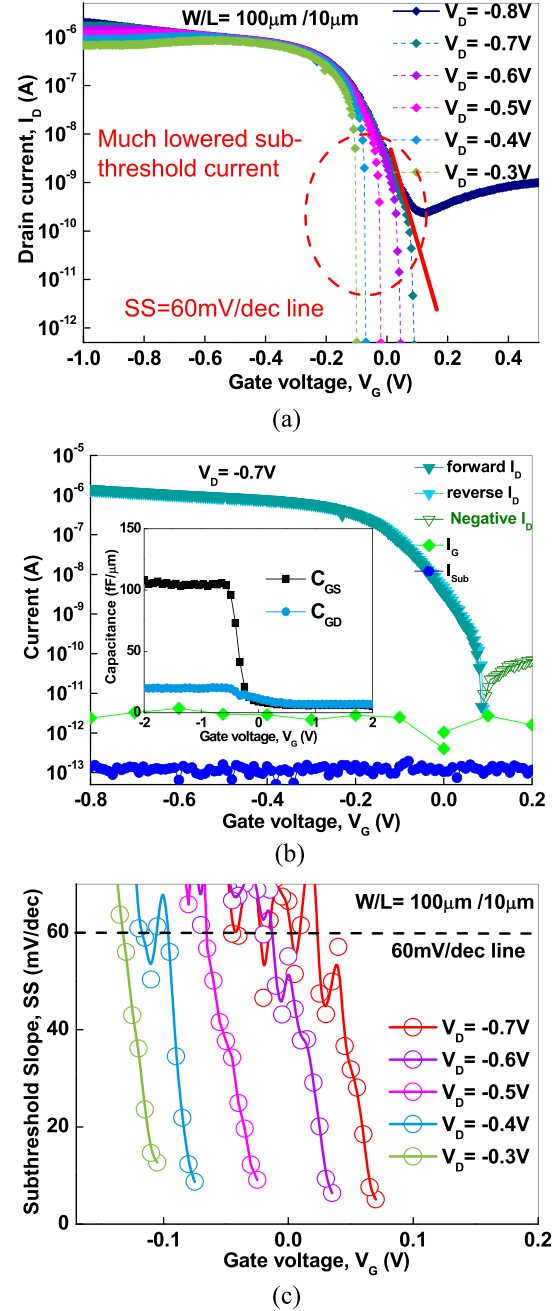 W/L= 100μm /10μm
V_D= -0.8V
V_D= -0.7V
V_D= -0.6V
V_D= -0.5V
V_D= -0.4V
V_D= -0.3V
Much lowered sub-
threshold current
SS=60mV/dec line
Drain current, I_D (A)
10^-6
10^-7
10^-8
10^-9
10^-10
10^-11
10^-12
-1.0 -0.8 -0.6 -0.4 -0.2 0.0 0.2 0.4
Gate voltage, V_G (V)
(a)
V_D= -0.7V
forward I_D
reverse I_D
Negative I_D
I_G
I_Sub
Current (A)
10^-5
10^-6
10^-7
10^-8
10^-9
10^-10
10^-11
10^-12
10^-13
Capacitance (fF/μm)
150
100
50
0
C_GS
C_GD
-2 -1 0 1 2
Gate voltage, V_G (V)
-0.8 -0.6 -0.4 -0.2 0.0 0.2
Gate voltage, V_G (V)
(b)
W/L= 100μm /10μm
60mV/dec line
V_D= -0.7V
V_D= -0.6V
V_D= -0.5V
V_D= -0.4V
V_D= -0.3V
Subthreshold Slope, SS (mV/dec)
80
60
40
20
0
-0.1 0.0 0.1 0.2
Gate voltage, V_G (V)
(c)